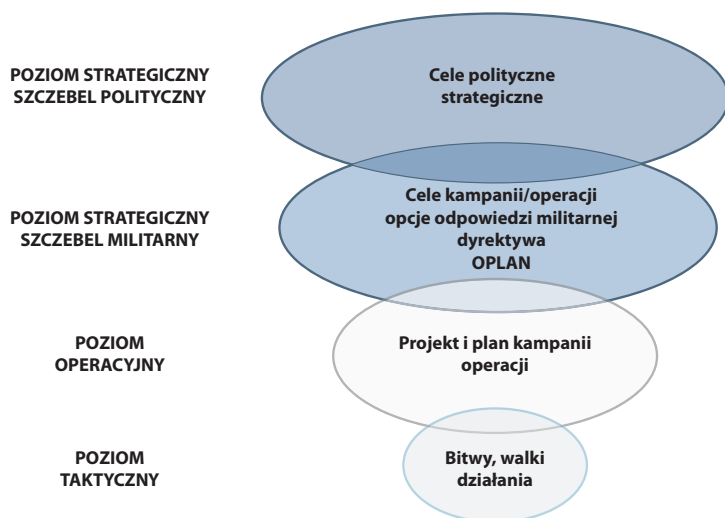 POZIOM STRATEGICZNY
SZCZEBEL POLITYCZNY
Cele polityczne
strategiczne
POZIOM STRATEGICZNY
SZCZEBEL MILITARNY
Cele kampanii/operacji
opcje odpowiedzi militarnej
dyrektywa
OPLAN
POZIOM
OPERACYJNY
Projekt i plan kampanii
operacji
POZIOM
TAKTYCZNY
Bitwy, walki
działania